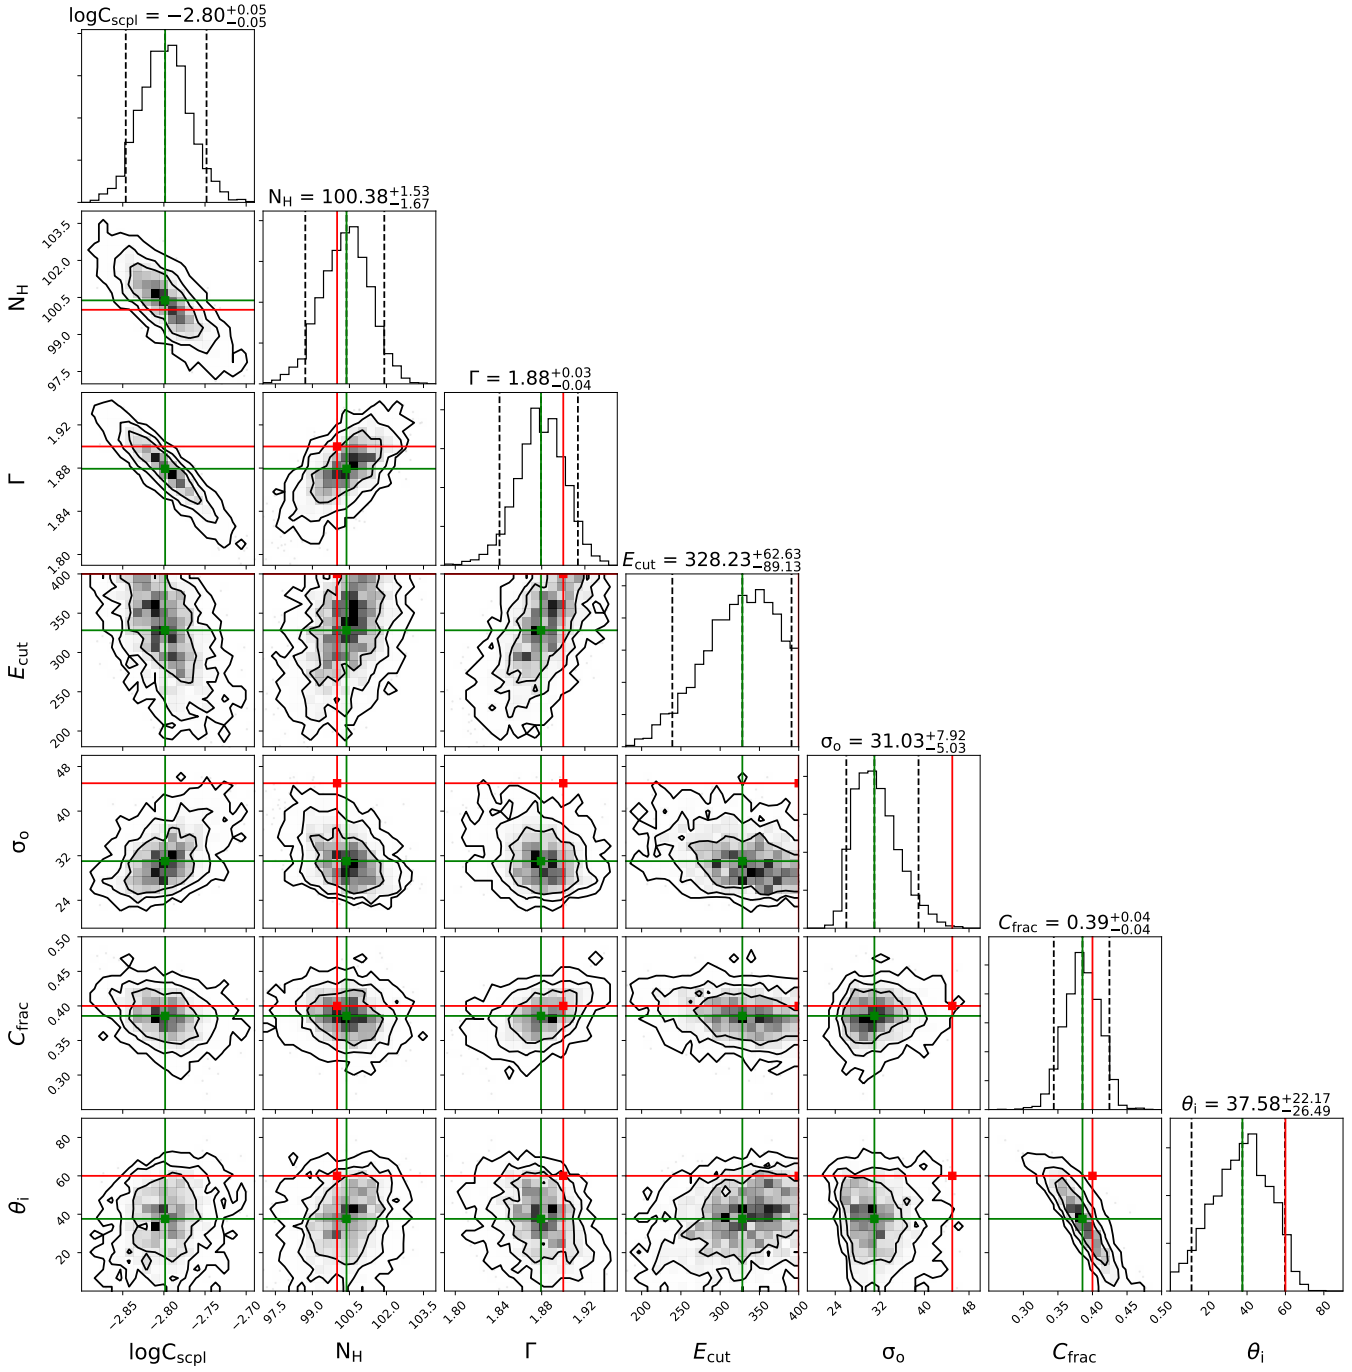 logC_scpl = −2.80^{+0.05}_{−0.05}
N_H = 100.38^{+1.53}_{−1.67}
103.5
102.0
100.5
99.0
97.5
N_H
Γ = 1.88^{+0.03}_{−0.04}
1.92
1.88
1.84
1.80
Γ
E_cut = 328.23^{+62.63}_{−89.13}
400
350
300
250
200
E_cut
σ_o = 31.03^{+7.92}_{−5.03}
48
40
32
24
σ_o
C_frac = 0.39^{+0.04}_{−0.04}
0.50
0.45
0.40
0.35
0.30
C_frac
θ_i = 37.58^{+22.17}_{−26.49}
80
60
40
20
θ_i
−2.85 −2.80 −2.75 −2.70 97.5 99.0 100.5 102.0 103.5 1.80 1.84 1.88 1.92 200 250 300 350 400 24 32 40 48 0.30 0.35 0.40 0.45 0.50 20 40 60 80
logC_scpl N_H Γ E_cut σ_o C_frac θ_i